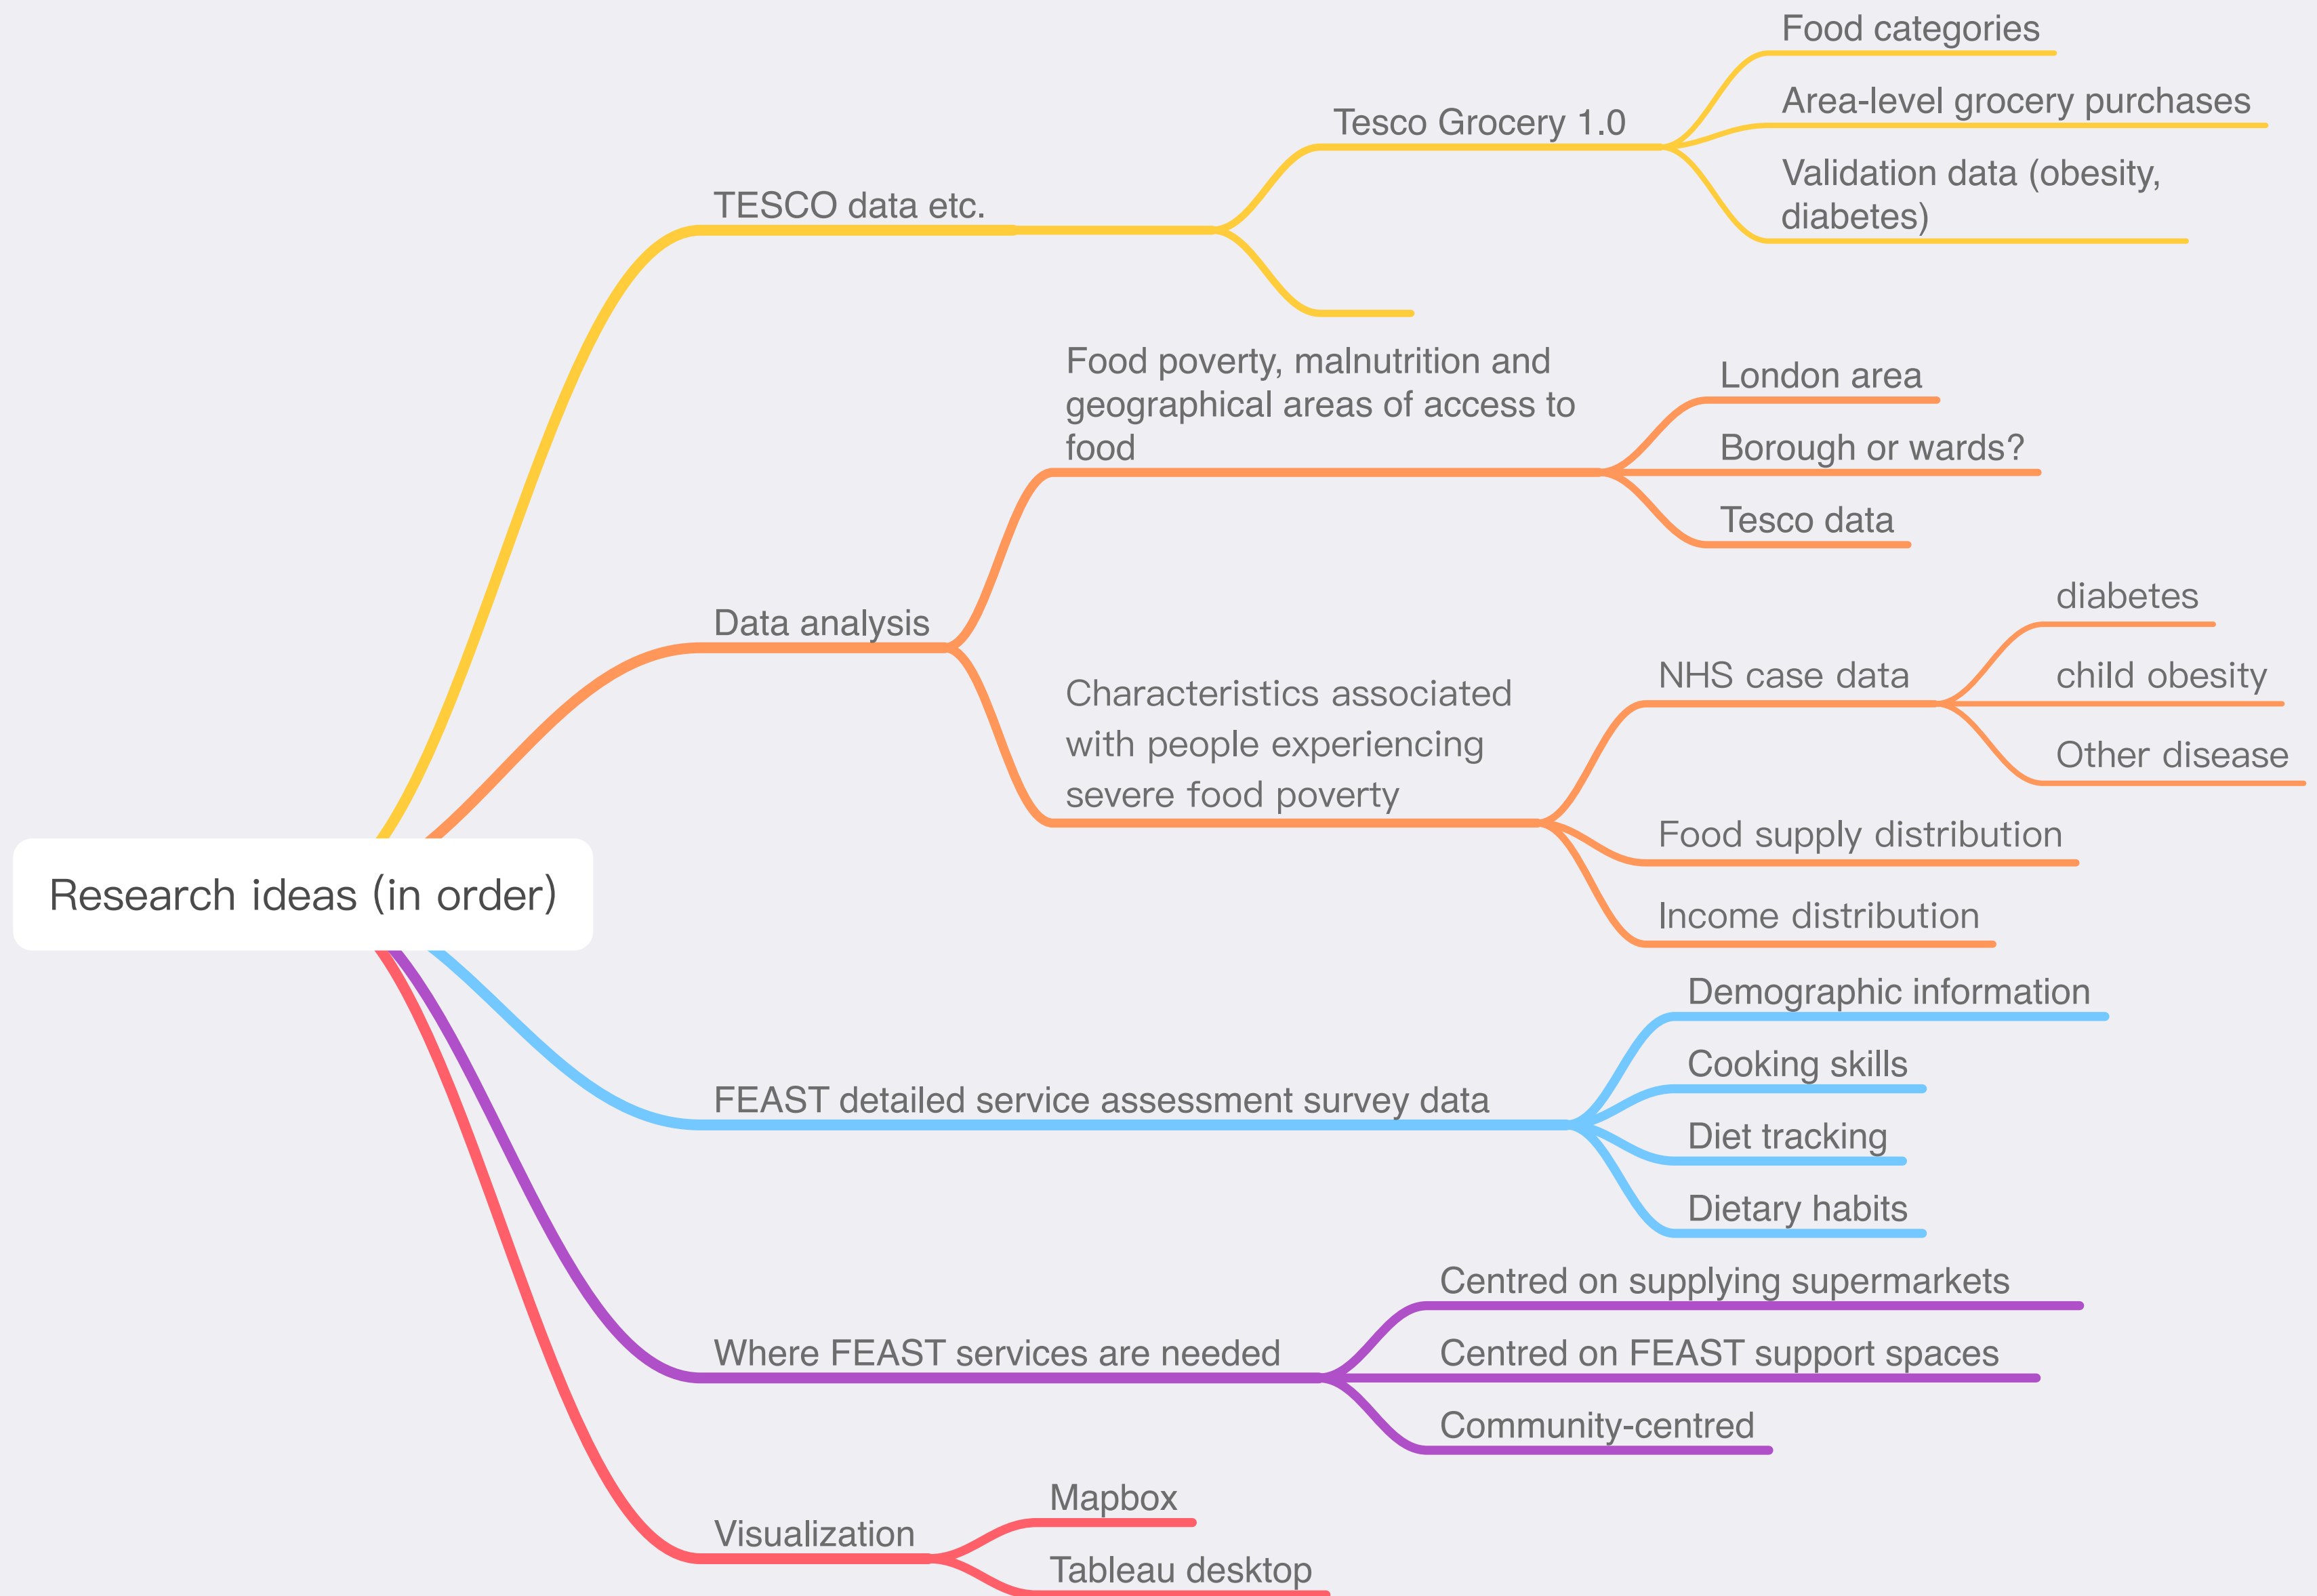 Research ideas (in order)
TESCO data etc.
Tesco Grocery 1.0
Food categories
Area-level grocery purchases
Validation data (obesity,
diabetes)
Data analysis
Food poverty, malnutrition and
geographical areas of access to
food
London area
Borough or wards?
Tesco data
Characteristics associated
with people experiencing
severe food poverty
NHS case data
diabetes
child obesity
Other disease
Food supply distribution
Income distribution
FEAST detailed service assessment survey data
Demographic information
Cooking skills
Diet tracking
Dietary habits
Where FEAST services are needed
Centred on supplying supermarkets
Centred on FEAST support spaces
Community-centred
Visualization
Mapbox
Tableau desktop